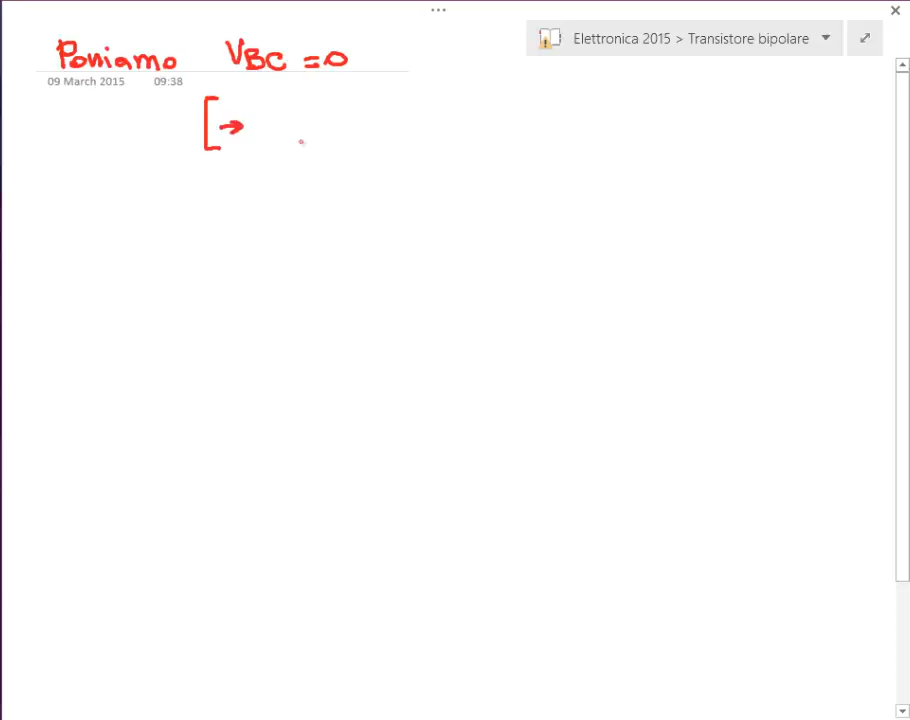 Elettronica 2015 > Transistore bipolare
Poniamo VBC = 0
09 March 2015 09:38
[→